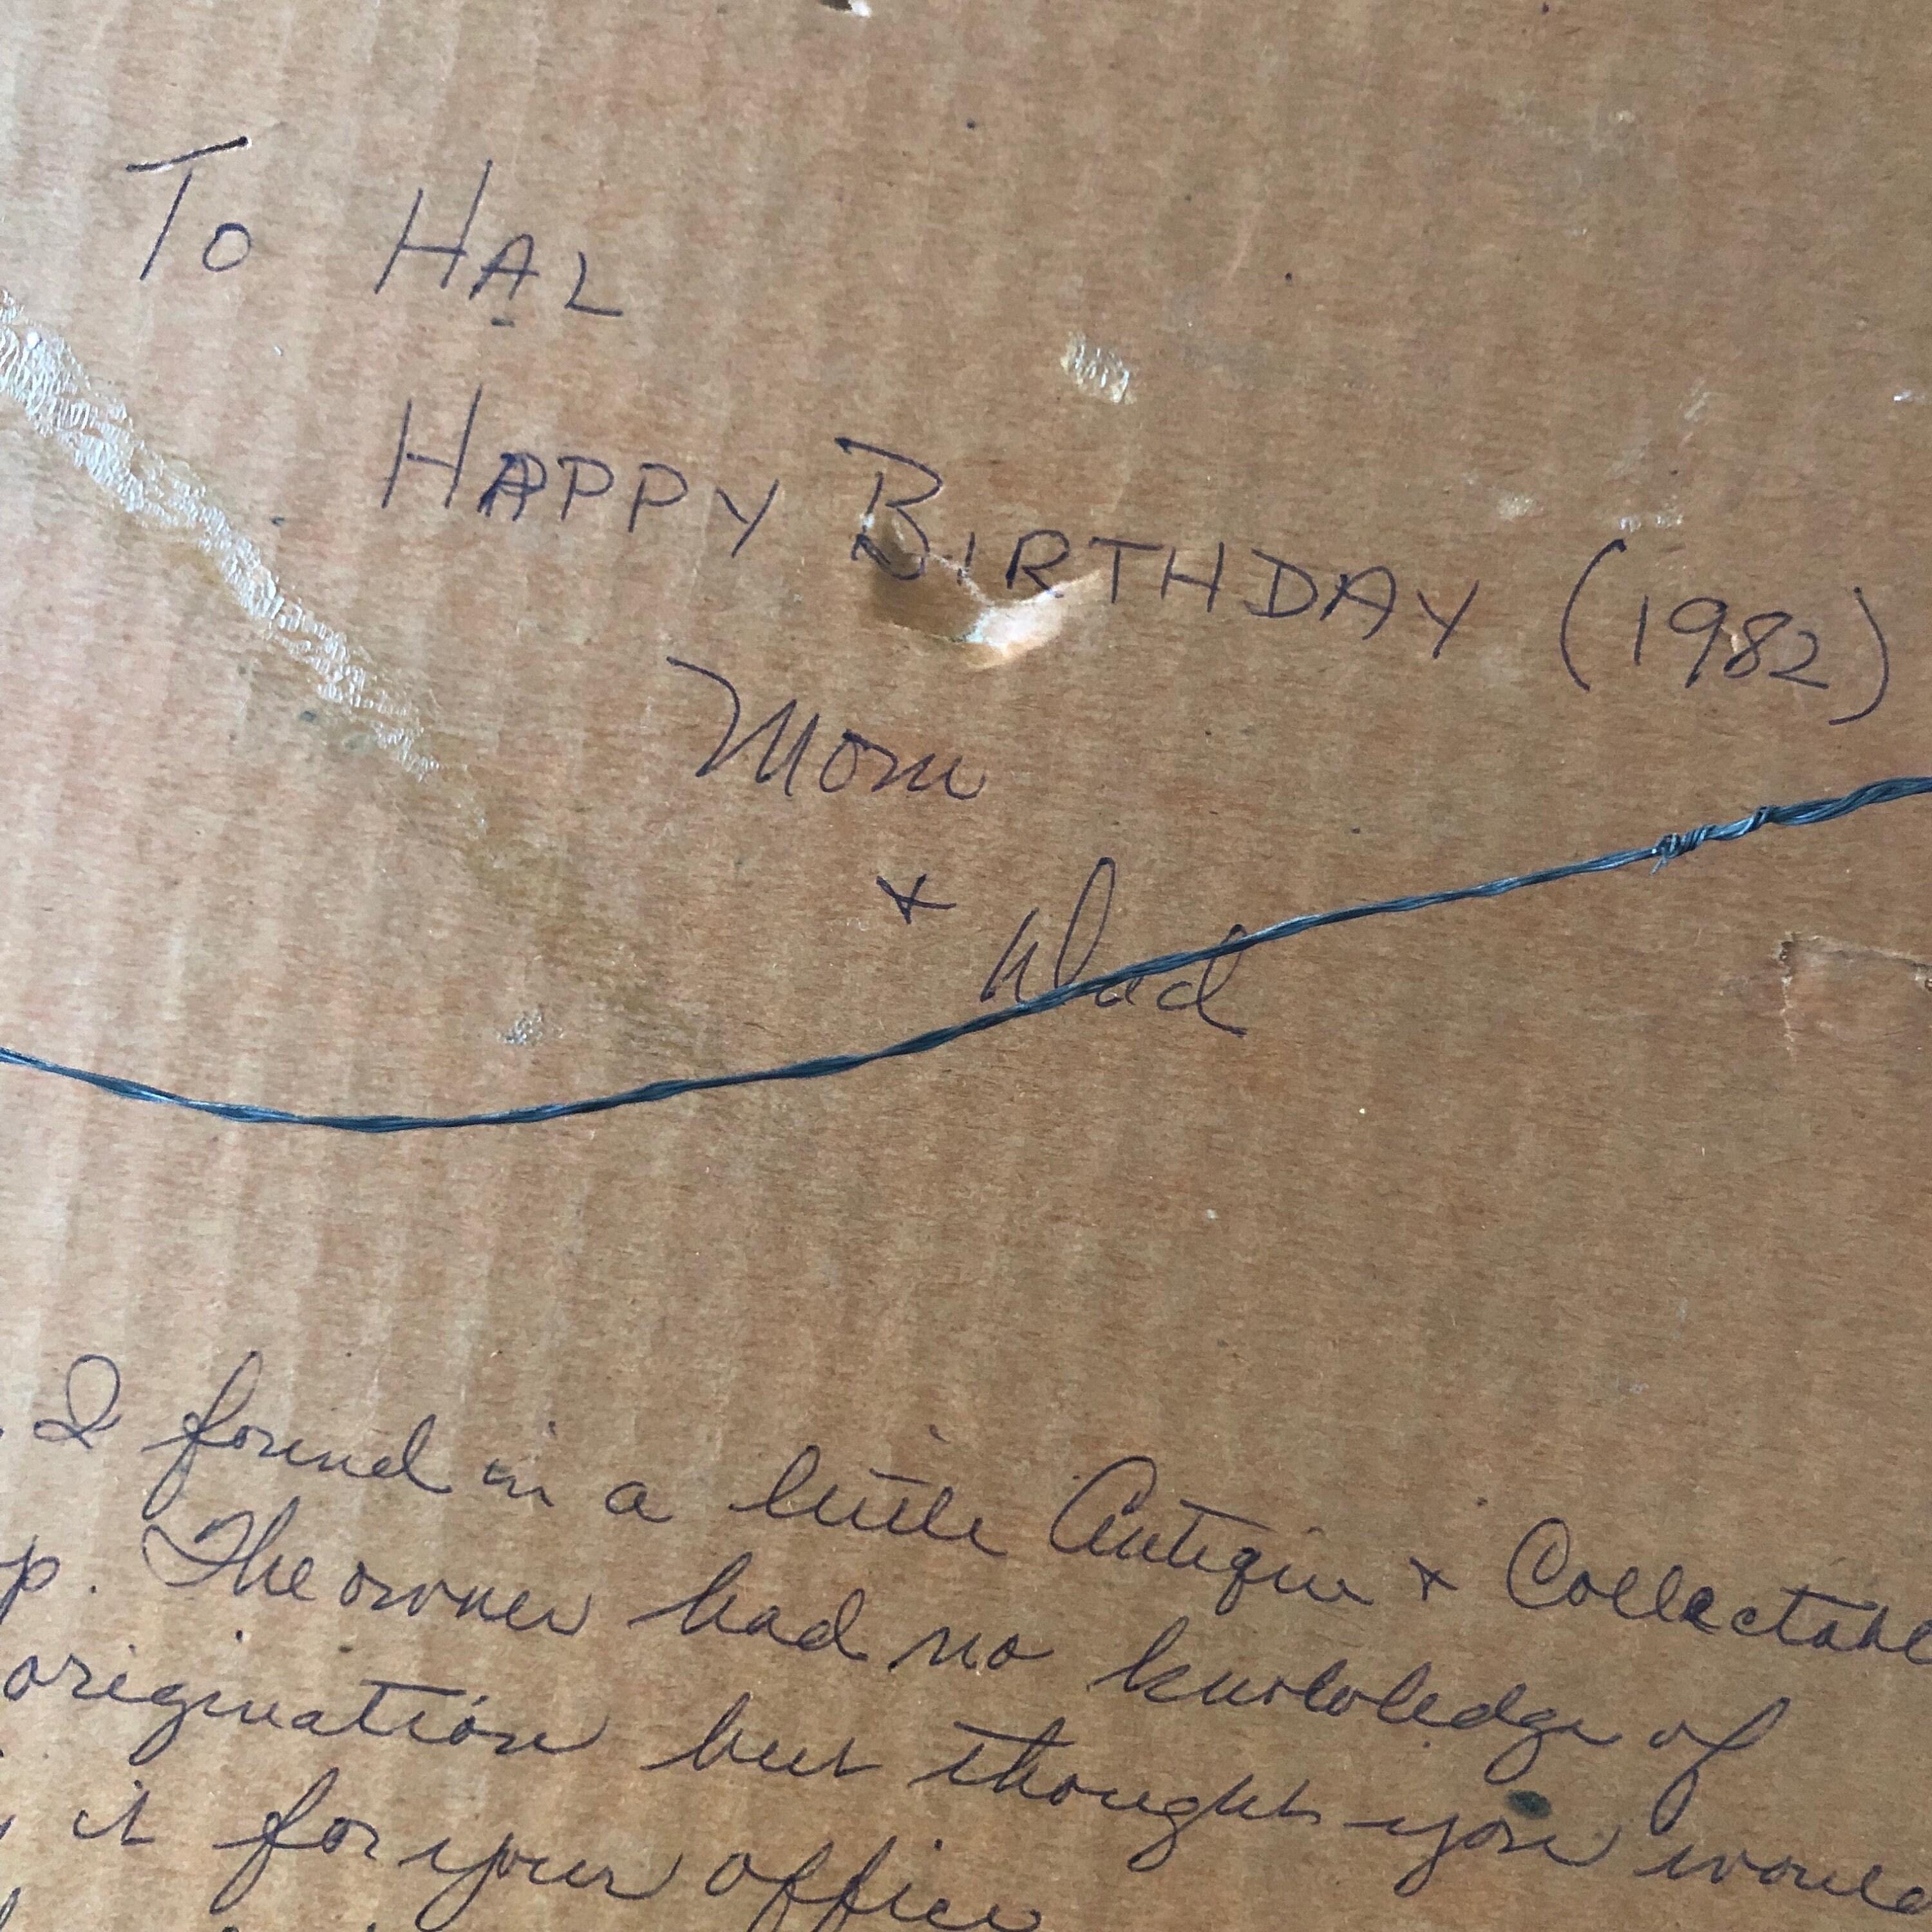 To HAL
HAPPY BIRTHDAY (1982)
Mom
+ Dad
I found in a little Antique + Collectabl
p. The owner had no knowledge of
origination but thought you would
it for your office